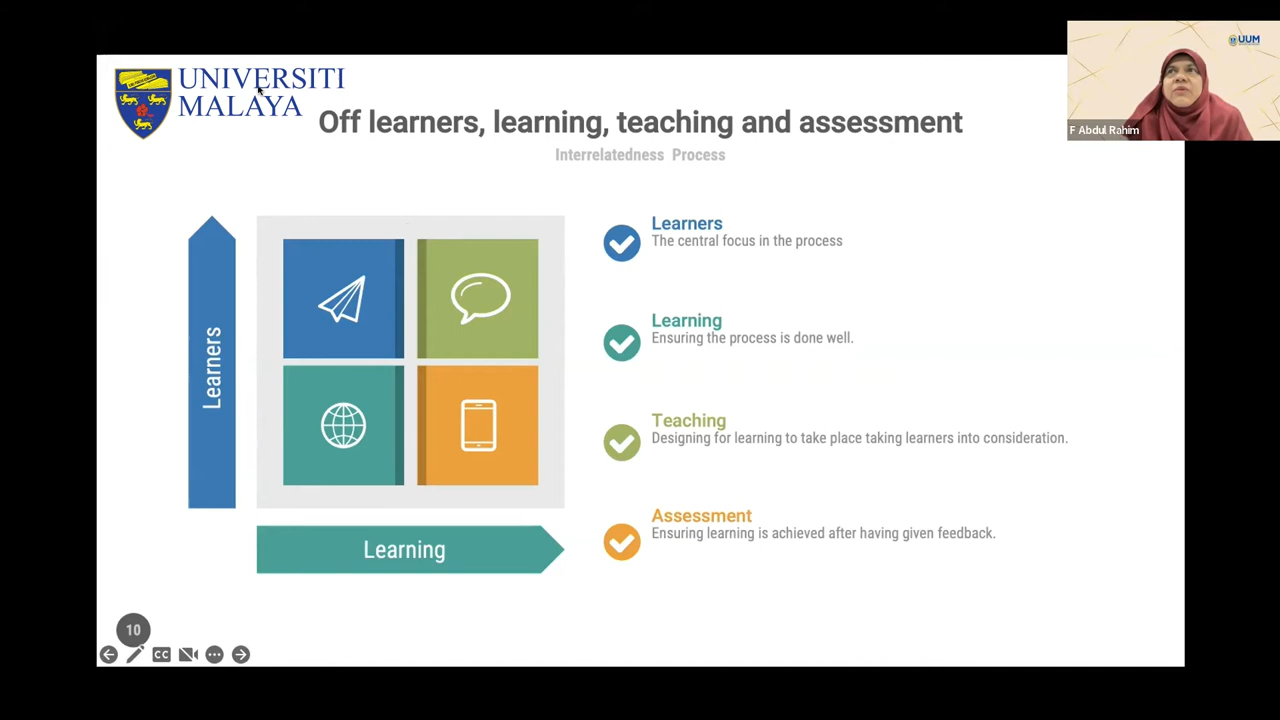 UNIVERSITI
MALAYA
UUM
F Abdul Rahim
Off learners, learning, teaching and assessment
Interrelatedness Process
Learners
Learning
Learners
The central focus in the process
Learning
Ensuring the process is done well.
Teaching
Designing for learning to take place taking learners into consideration.
Assessment
Ensuring learning is achieved after having given feedback.
10
CC